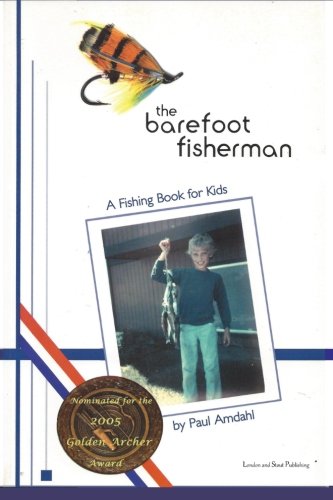 the
barefoot
fisherman
A Fishing Book for Kids
by Paul Amdahl
Nominated for the
2005
Golden Archer
Award
London and Stout Publishing